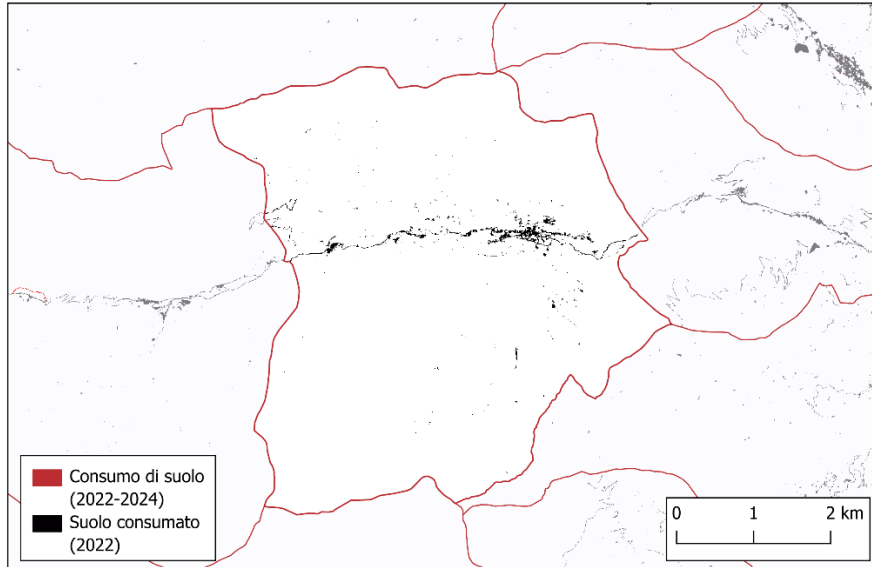 Consumo di suolo
(2022-2024)
Suolo consumato
(2022)
0 1 2 km